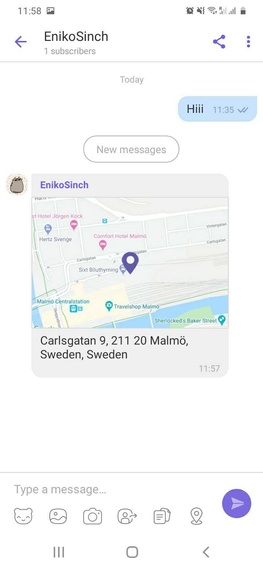 11:58
EnikoSinch
1 subscribers
Today
Hiii
11:35
New messages
EnikoSinch
Hotel Jörgen Kock
Hertz Sverige
Comfort Hotel Malmö
Carlsgatan
Carlsgatan
Sixt Biluthyrning
Malmö Centralstation
Travelshop Malmö
Sherlocked's Baker Street
Carlsgatan 9, 211 20 Malmö,
Sweden, Sweden
11:57
Type a message…